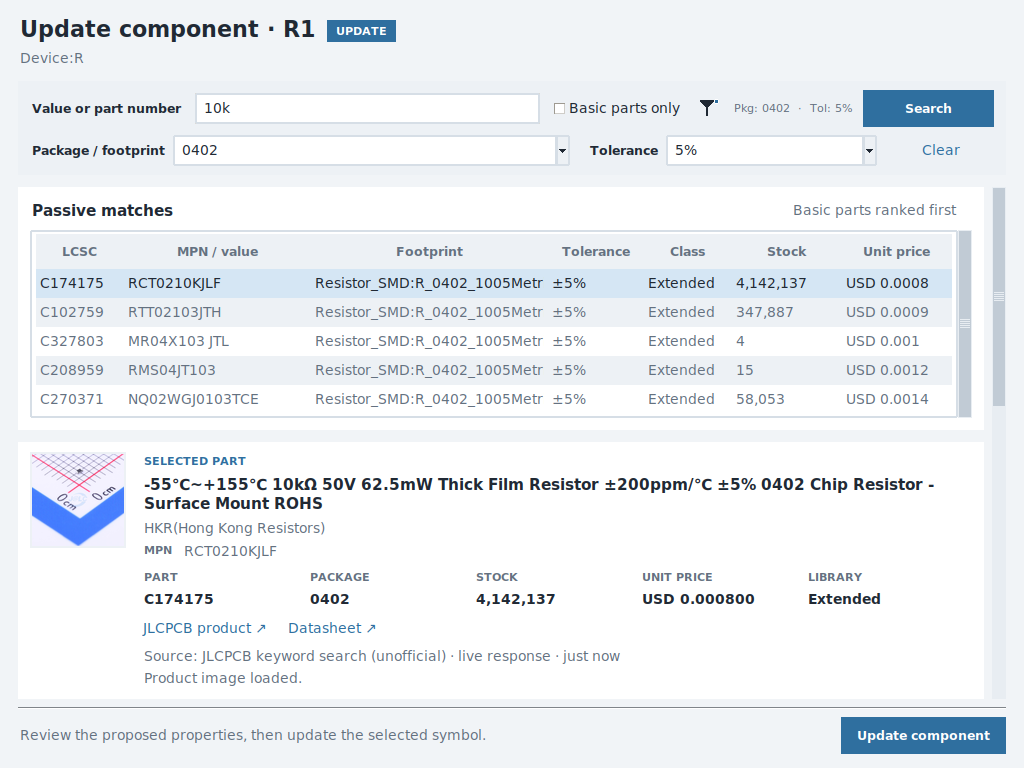 Update component · R1 UPDATE
Device:R
Value or part number 10k Basic parts only Pkg: 0402 · Tol: 5% Search
Package / footprint 0402 Tolerance 5% Clear
Passive matches Basic parts ranked first
LCSC MPN / value Footprint Tolerance Class Stock Unit price
C174175 RCT0210KJLF Resistor_SMD:R_0402_1005Metr ±5% Extended 4,142,137 USD 0.0008
C102759 RTT02103JTH Resistor_SMD:R_0402_1005Metr ±5% Extended 347,887 USD 0.0009
C327803 MR04X103 JTL Resistor_SMD:R_0402_1005Metr ±5% Extended 4 USD 0.001
C208959 RMS04JT103 Resistor_SMD:R_0402_1005Metr ±5% Extended 15 USD 0.0012
C270371 NQ02WGJ0103TCE Resistor_SMD:R_0402_1005Metr ±5% Extended 58,053 USD 0.0014
0cm 0cm
SELECTED PART
-55℃~+155℃ 10kΩ 50V 62.5mW Thick Film Resistor ±200ppm/℃ ±5% 0402 Chip Resistor -
Surface Mount ROHS
HKR(Hong Kong Resistors)
MPN RCT0210KJLF
PART PACKAGE STOCK UNIT PRICE LIBRARY
C174175 0402 4,142,137 USD 0.000800 Extended
JLCPCB product ↗ Datasheet ↗
Source: JLCPCB keyword search (unofficial) · live response · just now
Product image loaded.
Review the proposed properties, then update the selected symbol. Update component